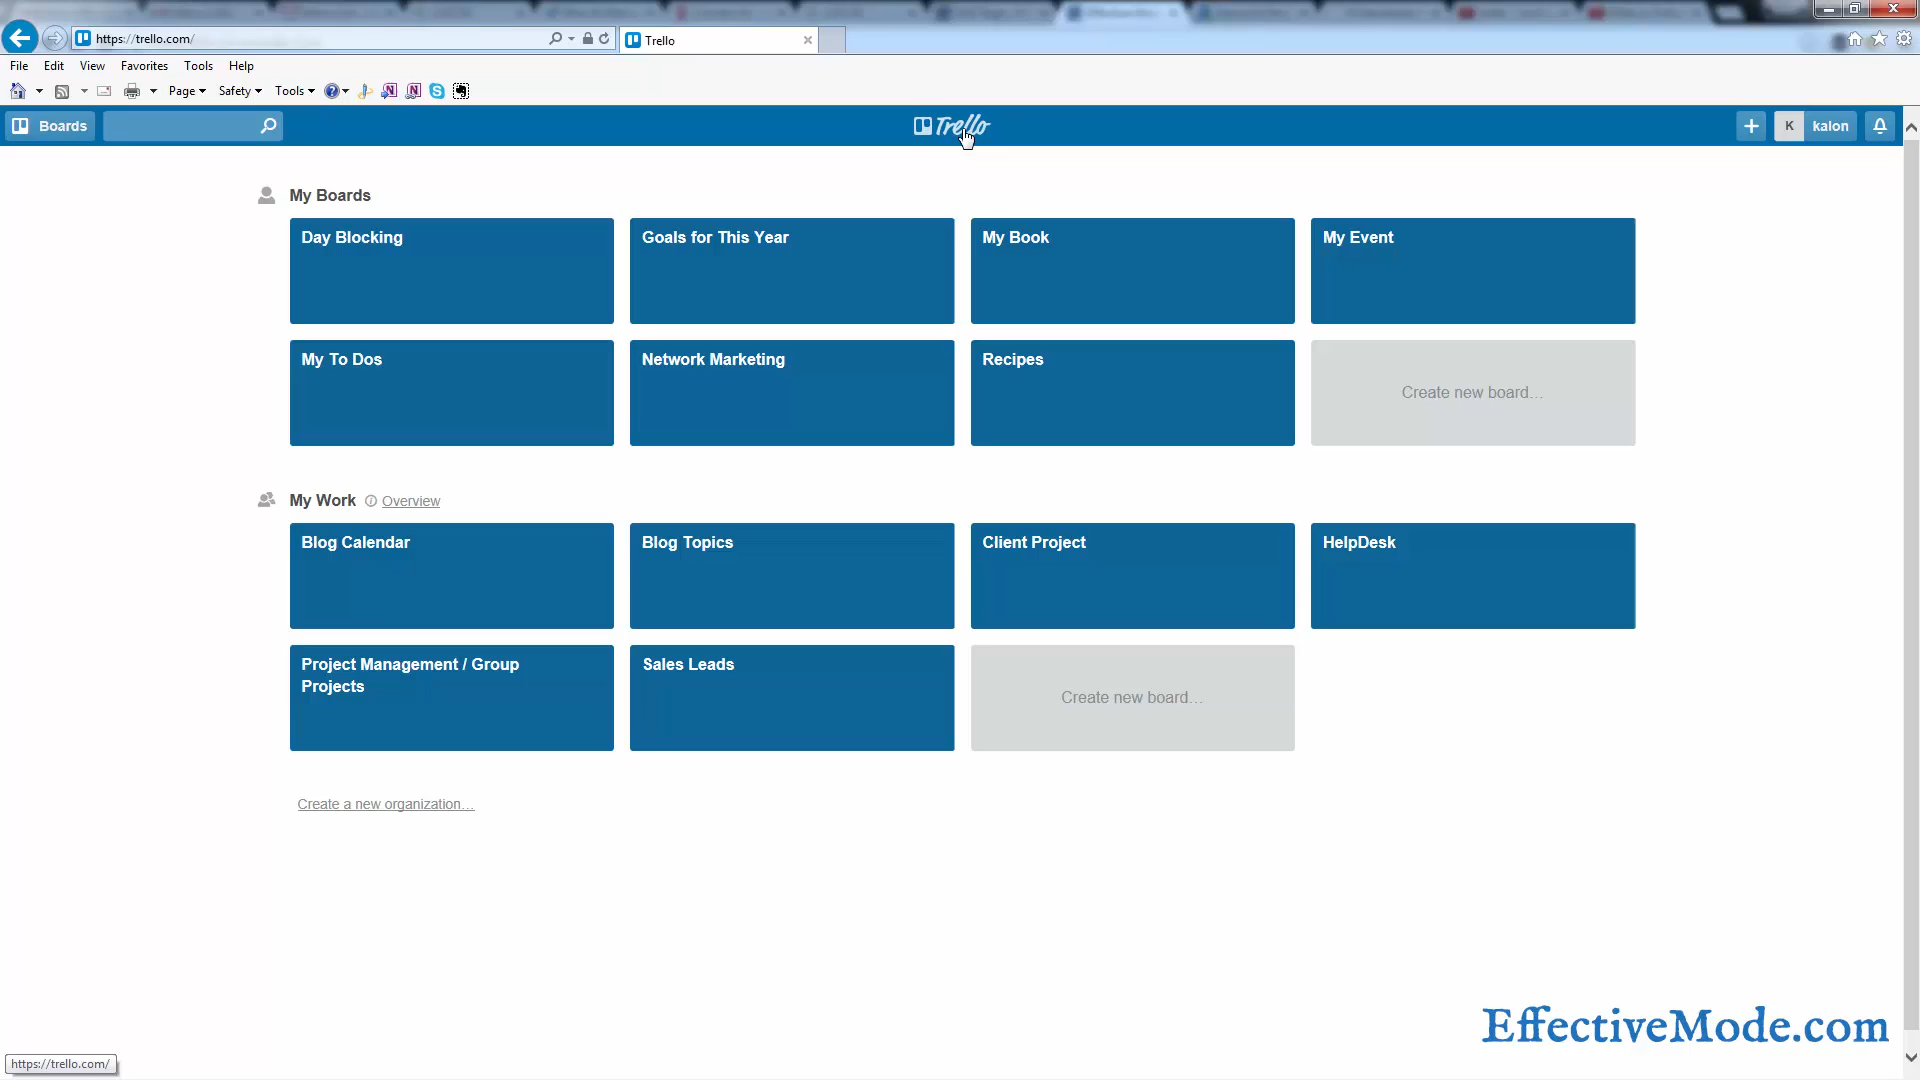 https://trello.com/
Trello
File Edit View Favorites Tools Help
Page Safety Tools
Boards
Trello
K kalon
My Boards
Day Blocking
Goals for This Year
My Book
My Event
My To Dos
Network Marketing
Recipes
Create new board…
My Work Overview
Blog Calendar
Blog Topics
Client Project
HelpDesk
Project Management / Group
Projects
Sales Leads
Create new board…
Create a new organization…
EffectiveMode.com
https://trello.com/